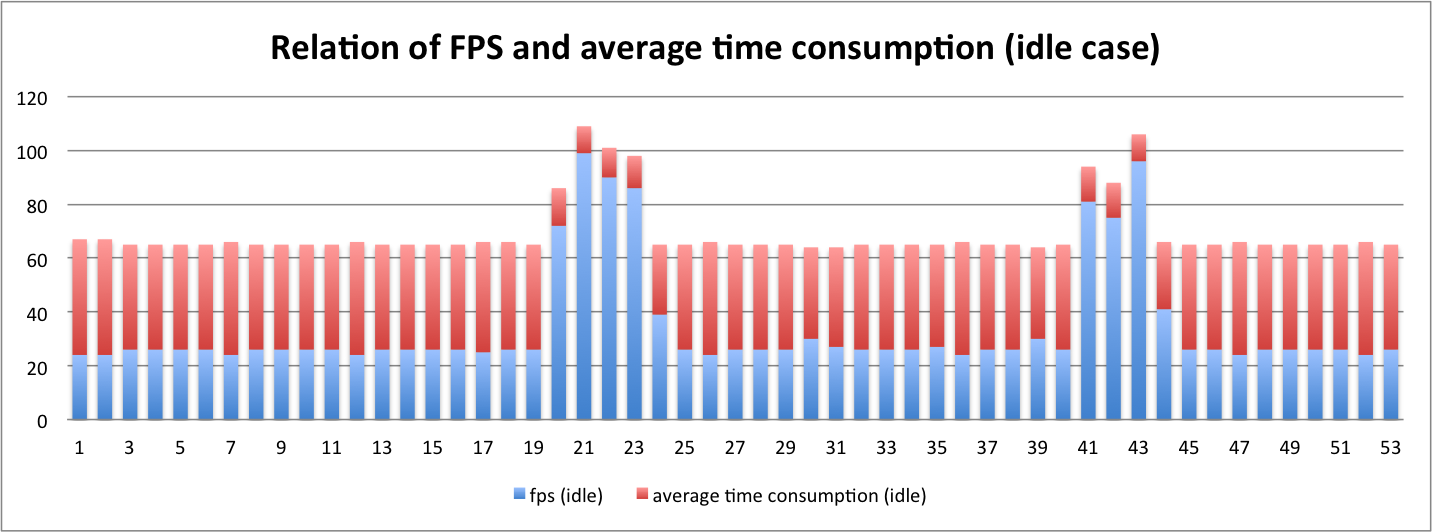 Relation of FPS and average time consumption (idle case)
120
100
80
60
40
20
0
1 3 5 7 9 11 13 15 17 19 21 23 25 27 29 31 33 35 37 39 41 43 45 47 49 51 53
fps (idle) average time consumption (idle)